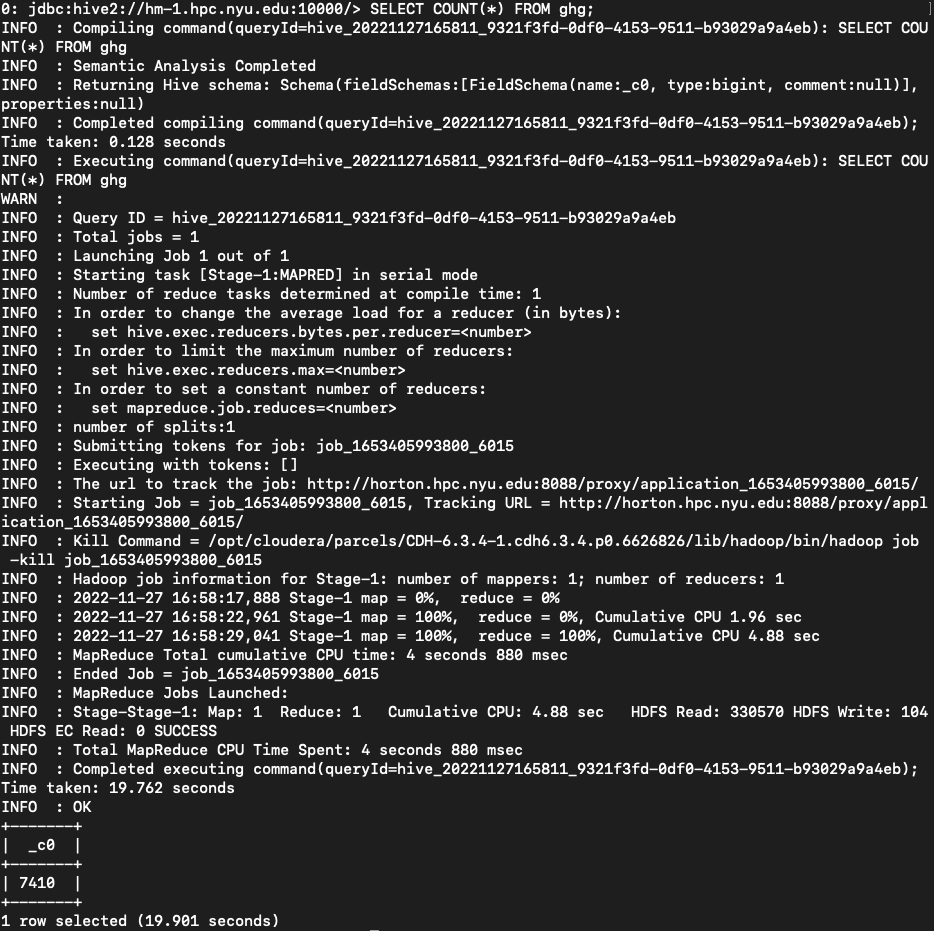 0: jdbc:hive2://hm-1.hpc.nyu.edu:10000/> SELECT COUNT(*) FROM ghg;
INFO  : Compiling command(queryId=hive_20221127165811_9321f3fd-0df0-4153-9511-b93029a9a4eb): SELECT COU
NT(*) FROM ghg
INFO  : Semantic Analysis Completed
INFO  : Returning Hive schema: Schema(fieldSchemas:[FieldSchema(name:_c0, type:bigint, comment:null)],
properties:null)
INFO  : Completed compiling command(queryId=hive_20221127165811_9321f3fd-0df0-4153-9511-b93029a9a4eb);
Time taken: 0.128 seconds
INFO  : Executing command(queryId=hive_20221127165811_9321f3fd-0df0-4153-9511-b93029a9a4eb): SELECT COU
NT(*) FROM ghg
WARN  :
INFO  : Query ID = hive_20221127165811_9321f3fd-0df0-4153-9511-b93029a9a4eb
INFO  : Total jobs = 1
INFO  : Launching Job 1 out of 1
INFO  : Starting task [Stage-1:MAPRED] in serial mode
INFO  : Number of reduce tasks determined at compile time: 1
INFO  : In order to change the average load for a reducer (in bytes):
INFO  :   set hive.exec.reducers.bytes.per.reducer=<number>
INFO  : In order to limit the maximum number of reducers:
INFO  :   set hive.exec.reducers.max=<number>
INFO  : In order to set a constant number of reducers:
INFO  :   set mapreduce.job.reduces=<number>
INFO  : number of splits:1
INFO  : Submitting tokens for job: job_1653405993800_6015
INFO  : Executing with tokens: []
INFO  : The url to track the job: http://horton.hpc.nyu.edu:8088/proxy/application_1653405993800_6015/
INFO  : Starting Job = job_1653405993800_6015, Tracking URL = http://horton.hpc.nyu.edu:8088/proxy/appl
ication_1653405993800_6015/
INFO  : Kill Command = /opt/cloudera/parcels/CDH-6.3.4-1.cdh6.3.4.p0.6626826/lib/hadoop/bin/hadoop job
 -kill job_1653405993800_6015
INFO  : Hadoop job information for Stage-1: number of mappers: 1; number of reducers: 1
INFO  : 2022-11-27 16:58:17,888 Stage-1 map = 0%,  reduce = 0%
INFO  : 2022-11-27 16:58:22,961 Stage-1 map = 100%,  reduce = 0%, Cumulative CPU 1.96 sec
INFO  : 2022-11-27 16:58:29,041 Stage-1 map = 100%,  reduce = 100%, Cumulative CPU 4.88 sec
INFO  : MapReduce Total cumulative CPU time: 4 seconds 880 msec
INFO  : Ended Job = job_1653405993800_6015
INFO  : MapReduce Jobs Launched:
INFO  : Stage-Stage-1: Map: 1  Reduce: 1   Cumulative CPU: 4.88 sec   HDFS Read: 330570 HDFS Write: 104
 HDFS EC Read: 0 SUCCESS
INFO  : Total MapReduce CPU Time Spent: 4 seconds 880 msec
INFO  : Completed executing command(queryId=hive_20221127165811_9321f3fd-0df0-4153-9511-b93029a9a4eb);
Time taken: 19.762 seconds
INFO  : OK
+-------+
|  _c0  |
+-------+
| 7410  |
+-------+
1 row selected (19.901 seconds)